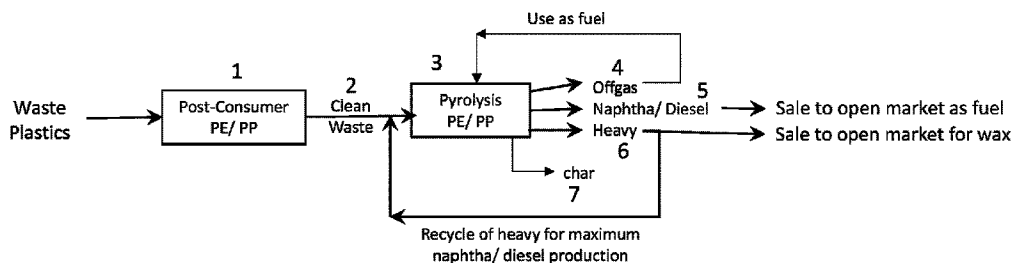 Use as fuel
1
2
3
4
5
Waste
Plastics
Post-Consumer
PE/ PP
Clean
Waste
Pyrolysis
PE/ PP
Offgas
Naphtha/ Diesel
Heavy
6
char
7
Sale to open market as fuel
Sale to open market for wax
Recycle of heavy for maximum
naphtha/ diesel production